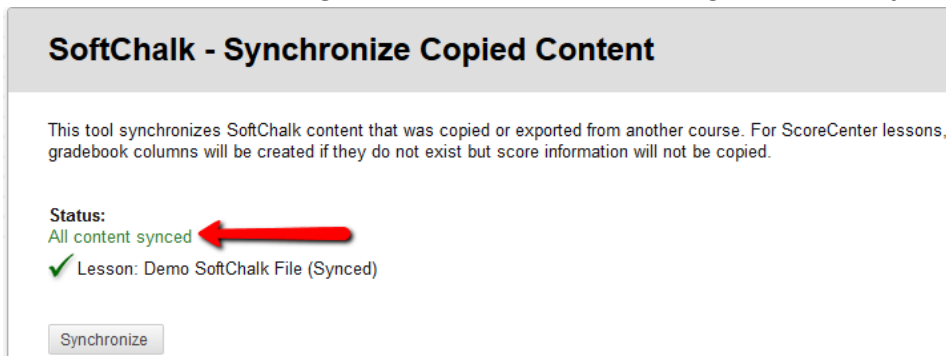 SoftChalk - Synchronize Copied Content
This tool synchronizes SoftChalk content that was copied or exported from another course. For ScoreCenter lessons,
gradebook columns will be created if they do not exist but score information will not be copied.
Status:
All content synced
Lesson: Demo SoftChalk File (Synced)
Synchronize